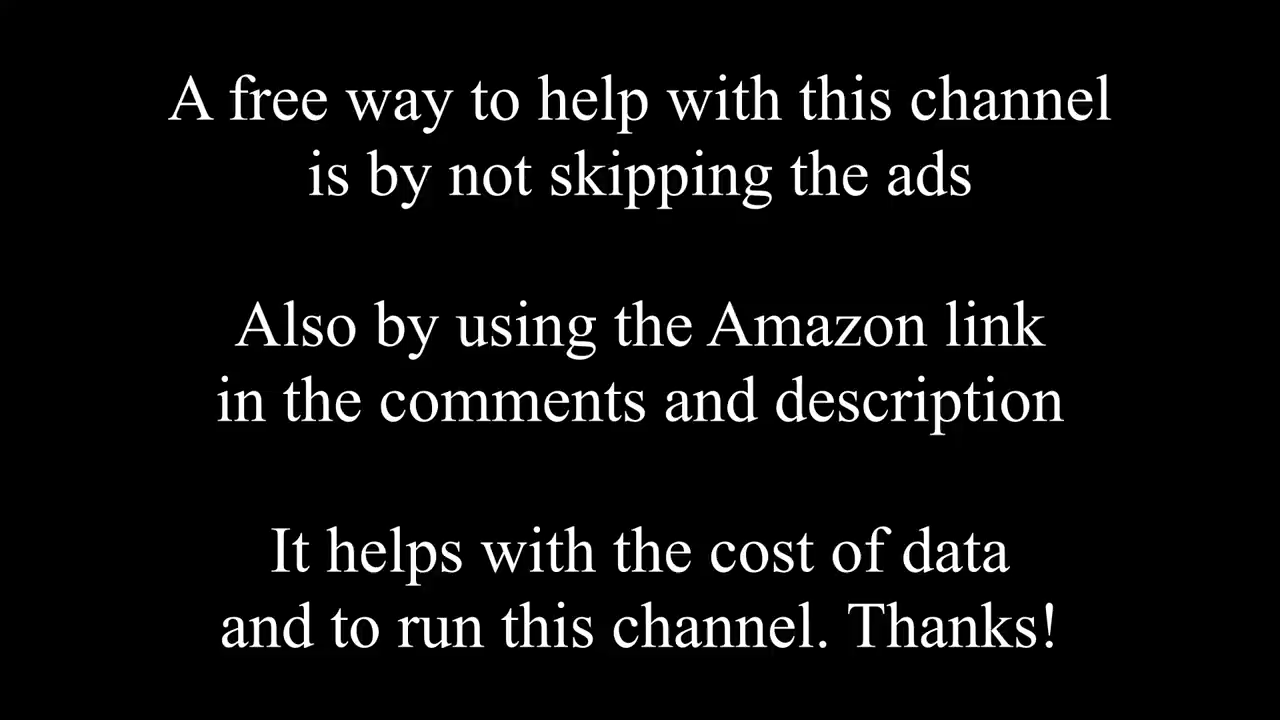 A free way to help with this channel
is by not skipping the ads
Also by using the Amazon link
in the comments and description
It helps with the cost of data
and to run this channel. Thanks!